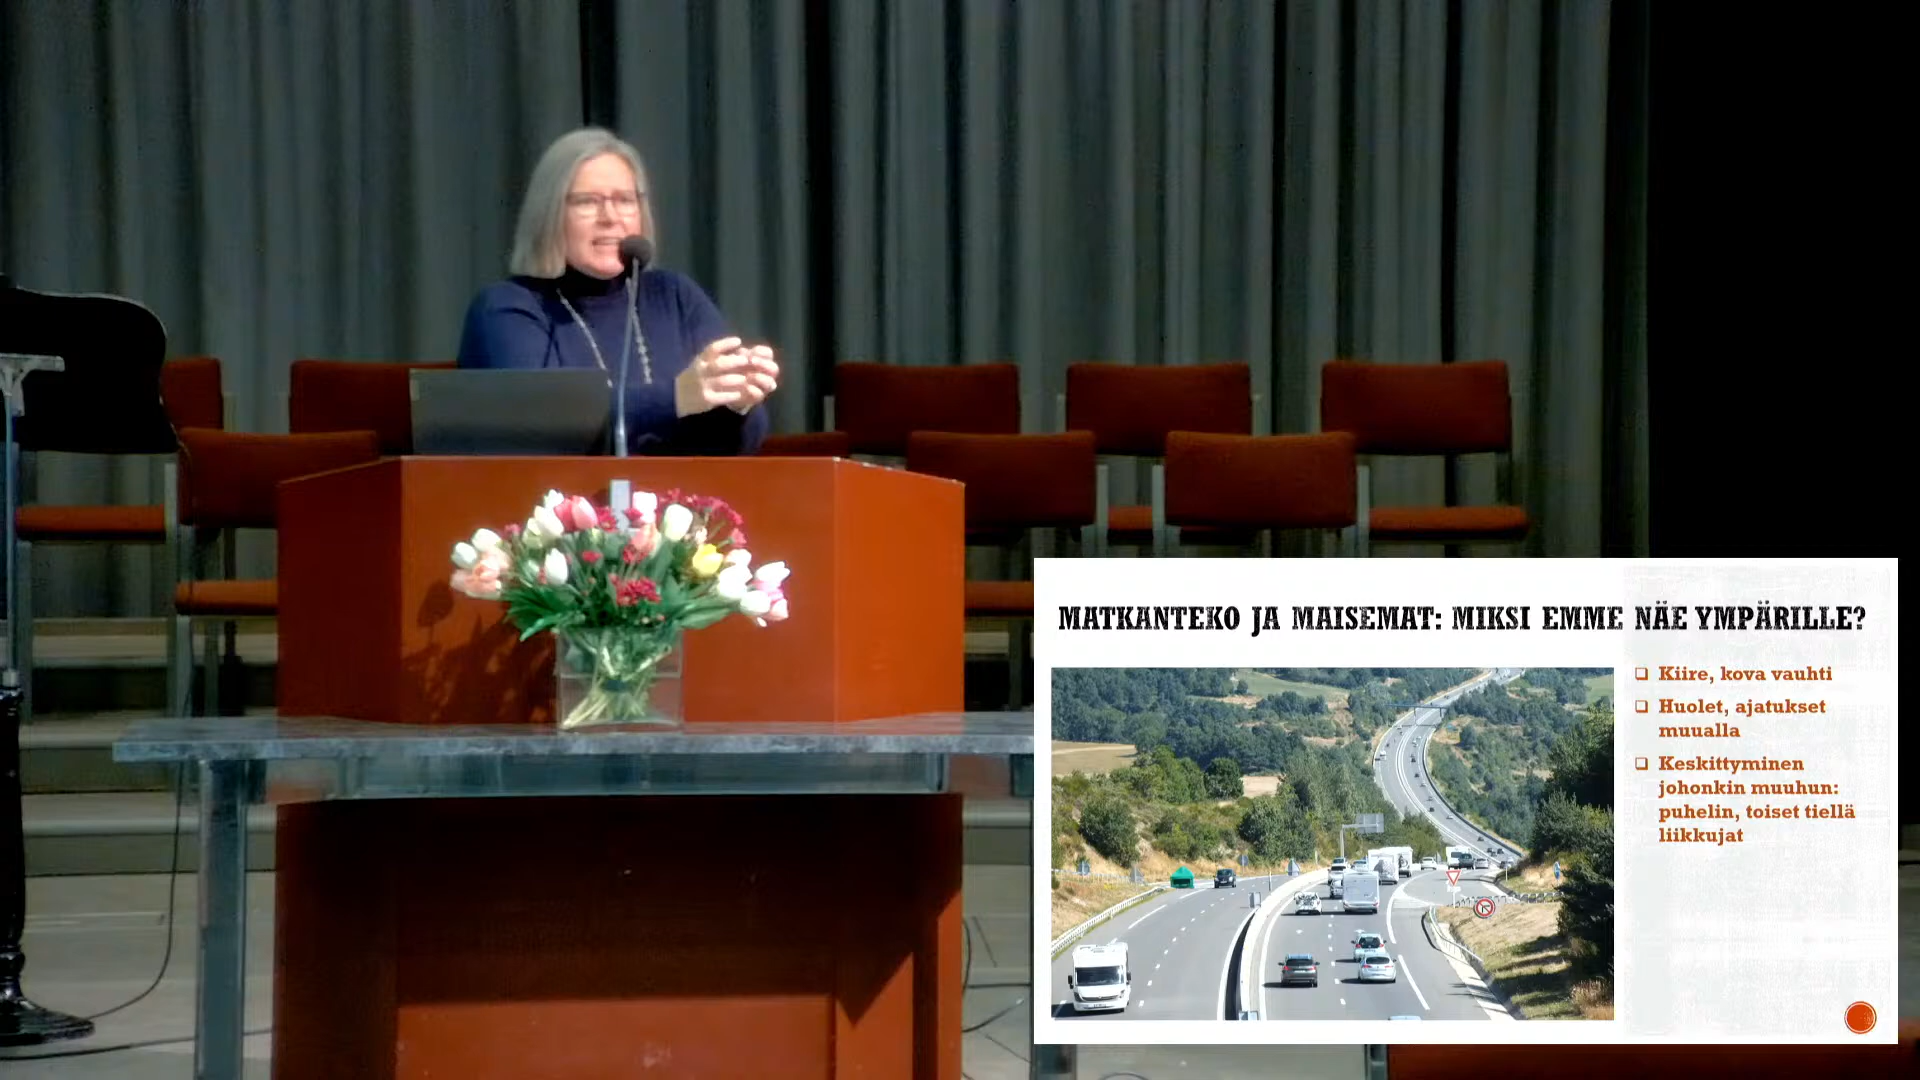 MATKANTEKO JA MAISEMAT: MIKSI EMME NÄE YMPÄRILLE?
Kiire, kova vauhti
Huolet, ajatukset
muualla
Keskittyminen
johonkin muuhun:
puhelin, toiset tiellä
liikkujat